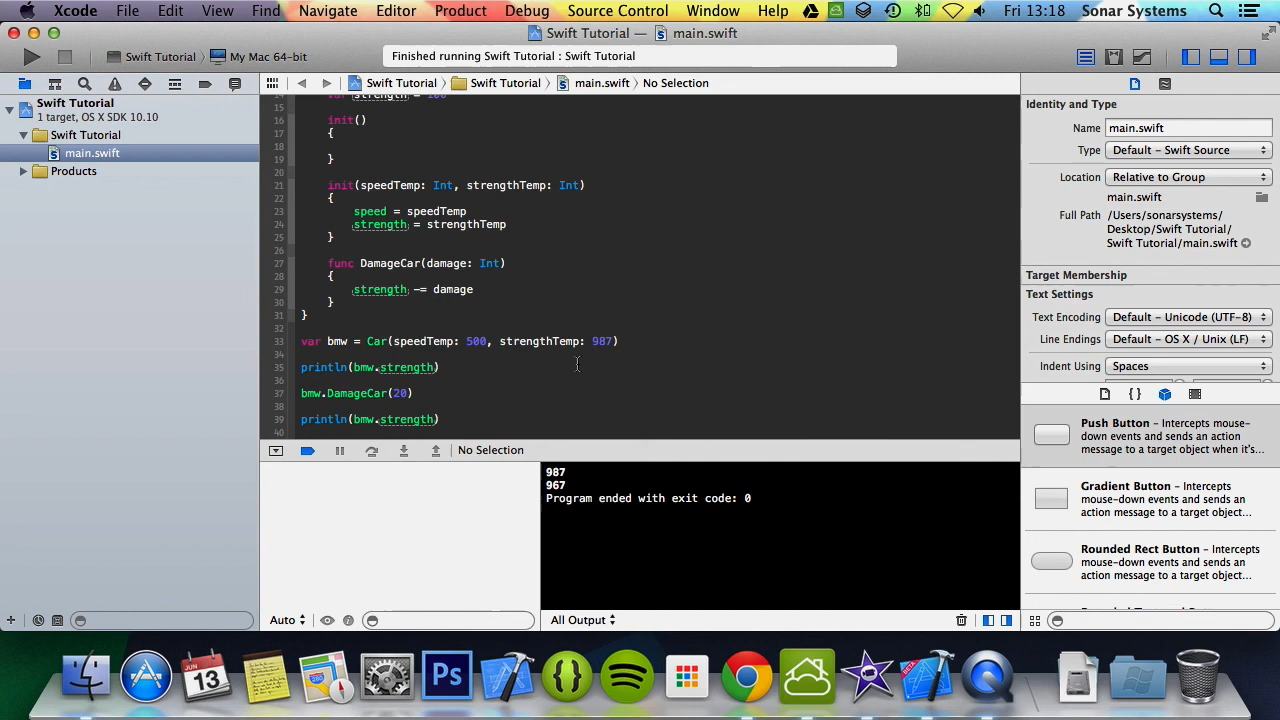 Xcode File Edit View Find Navigate Editor Product Debug Source Control Window Help Fri 13:18 Sonar Systems
Swift Tutorial — main.swift
Swift Tutorial My Mac 64-bit
Finished running Swift Tutorial : Swift Tutorial
Swift Tutorial
1 target, OS X SDK 10.10
Swift Tutorial
main.swift
Products
Swift Tutorial Swift Tutorial main.swift No Selection
14 var strength = 100
15
16 init()
17 {
18
19 }
20
21 init(speedTemp: Int, strengthTemp: Int)
22 {
23 speed = speedTemp
24 strength = strengthTemp
25 }
26
27 func DamageCar(damage: Int)
28 {
29 strength -= damage
30 }
31 }
32
33 var bmw = Car(speedTemp: 500, strengthTemp: 987)
34
35 println(bmw.strength)
36
37 bmw.DamageCar(20)
38
39 println(bmw.strength)
40
No Selection
987
967
Program ended with exit code: 0
Auto
All Output
Identity and Type
Name main.swift
Type Default - Swift Source
Location Relative to Group
main.swift
Full Path /Users/sonarsystems/
Desktop/Swift Tutorial/
Swift Tutorial/main.swift
Target Membership
Text Settings
Text Encoding Default - Unicode (UTF-8)
Line Endings Default - OS X / Unix (LF)
Indent Using Spaces
Push Button - Intercepts mouse-
down events and sends an action
message to a target object when it's...
Gradient Button - Intercepts
mouse-down events and sends an
action message to a target object...
Rounded Rect Button - Intercepts
mouse-down events and sends an
action message to a target object...
JUN
13
280
Ps
BETA